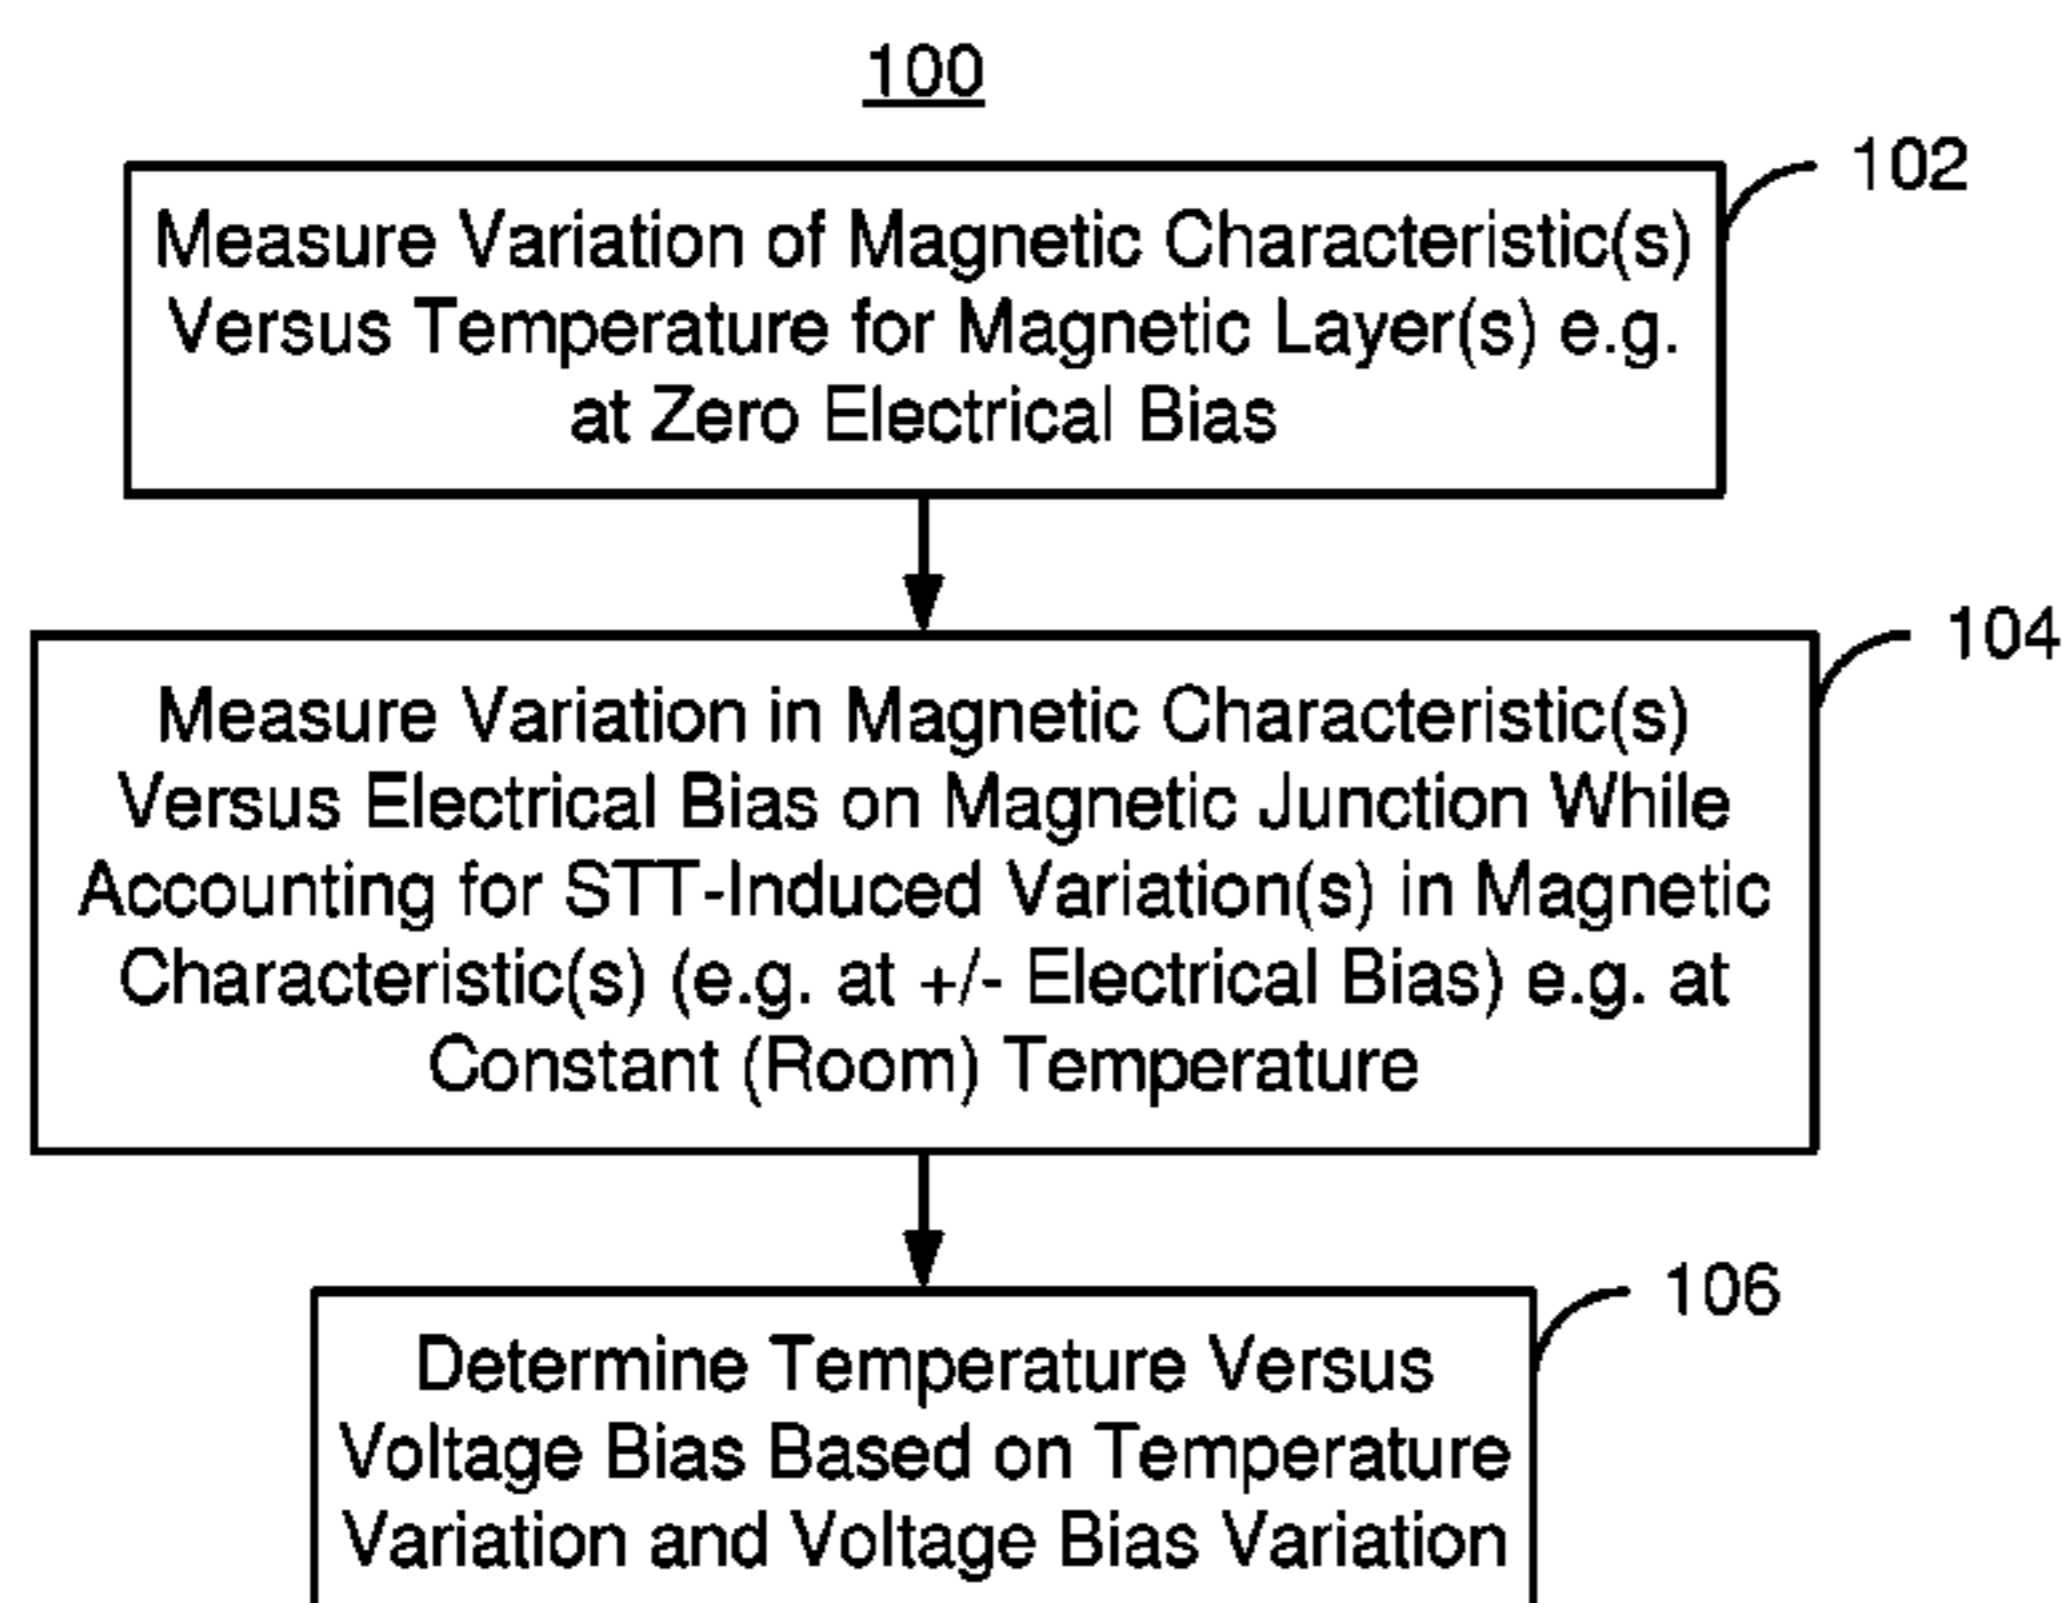 100
102
Measure Variation of Magnetic Characteristic(s)
Versus Temperature for Magnetic Layer(s) e.g.
at Zero Electrical Bias
104
Measure Variation in Magnetic Characteristic(s)
Versus Electrical Bias on Magnetic Junction While
Accounting for STT-Induced Variation(s) in Magnetic
Characteristic(s) (e.g. at +/- Electrical Bias) e.g. at
Constant (Room) Temperature
106
Determine Temperature Versus
Voltage Bias Based on Temperature
Variation and Voltage Bias Variation